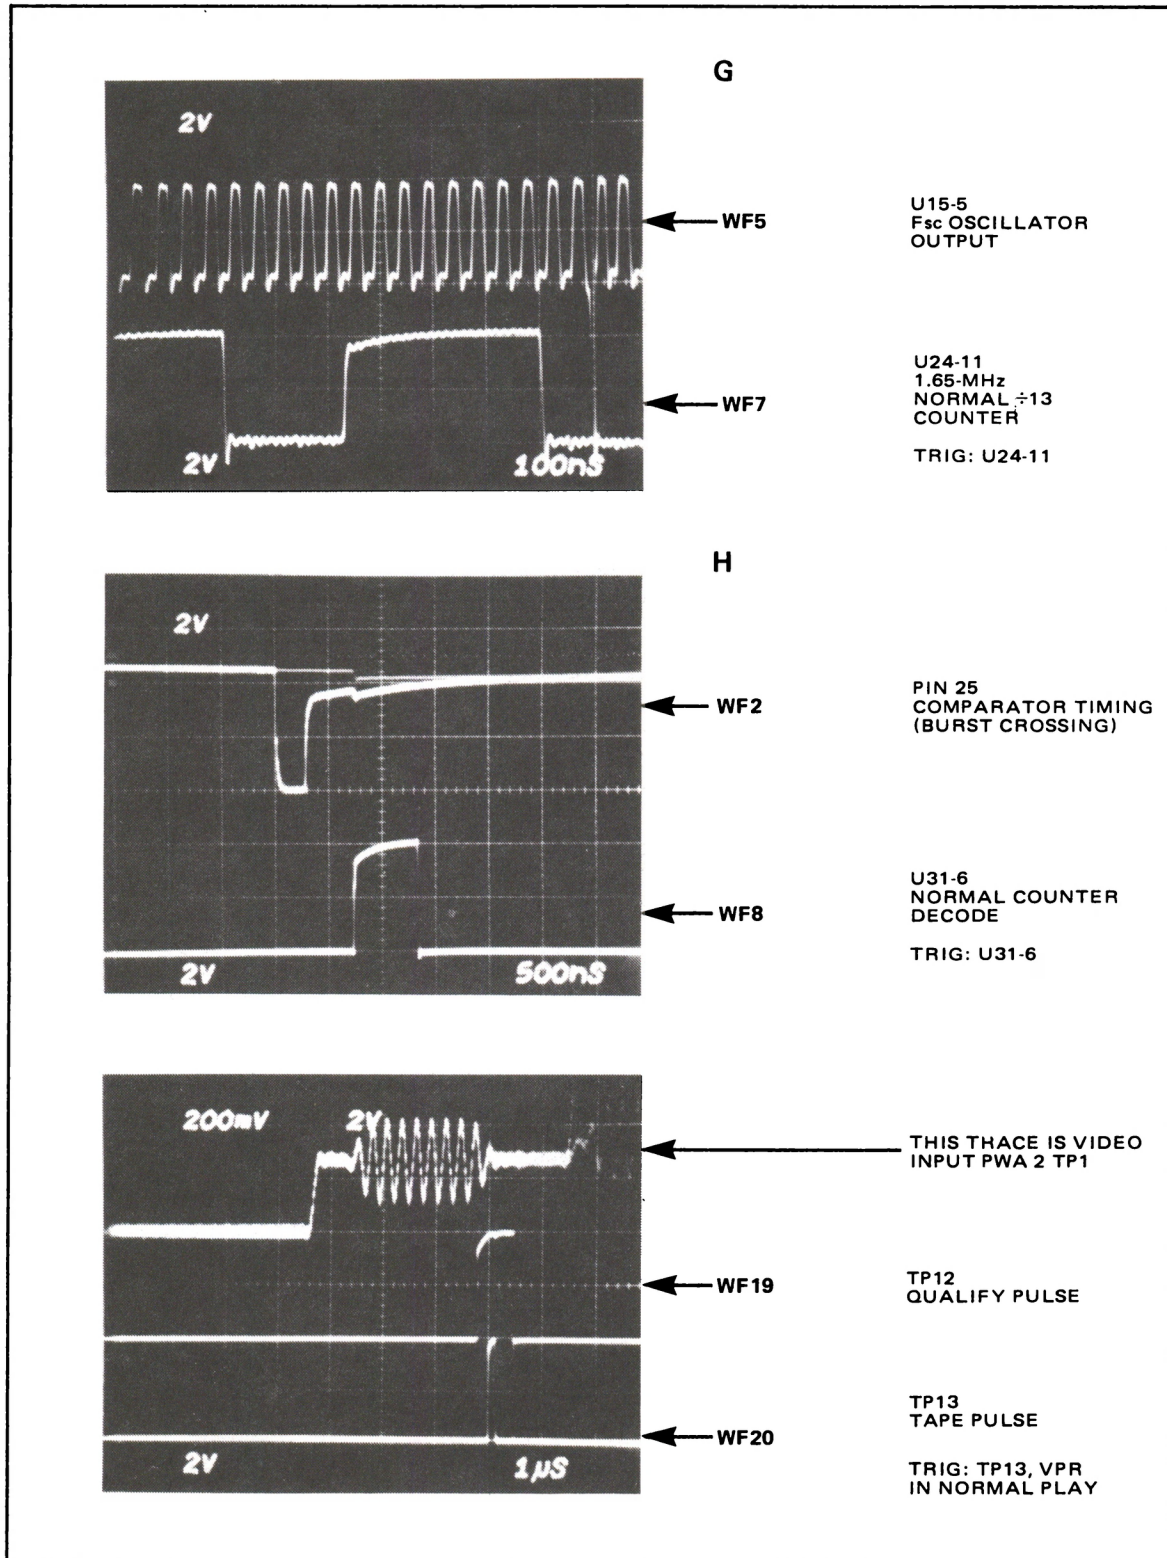 G
2V
WF5
U15-5
Fsc OSCILLATOR
OUTPUT
WF7
U24-11
1.65-MHz
NORMAL ÷13
COUNTER
TRIG: U24-11
2V
100nS
H
2V
WF2
PIN 25
COMPARATOR TIMING
(BURST CROSSING)
WF8
U31-6
NORMAL COUNTER
DECODE
TRIG: U31-6
2V
500nS
200mV 2V
THIS TRACE IS VIDEO
INPUT PWA 2 TP1
WF19
TP12
QUALIFY PULSE
WF20
TP13
TAPE PULSE
TRIG: TP13, VPR
IN NORMAL PLAY
2V
1µS